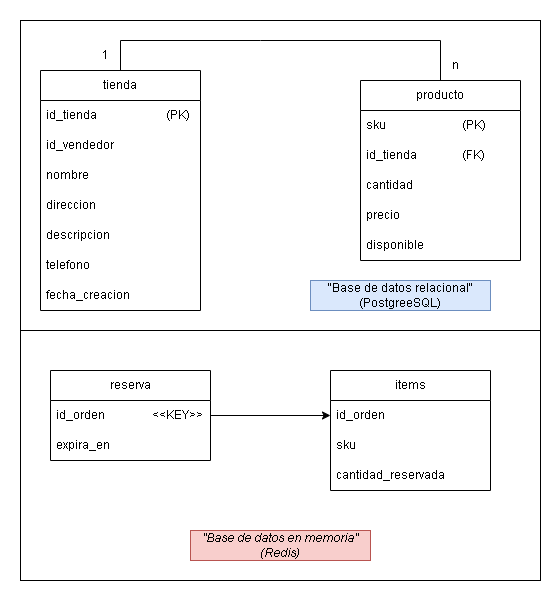 1
n
tienda
id_tienda (PK)
id_vendedor
nombre
direccion
descripcion
telefono
fecha_creacion
producto
sku (PK)
id_tienda (FK)
cantidad
precio
disponible
"Base de datos relacional"
(PostgreeSQL)
reserva
id_orden <<KEY>>
expira_en
items
id_orden
sku
cantidad_reservada
"Base de datos en memoria"
(Redis)